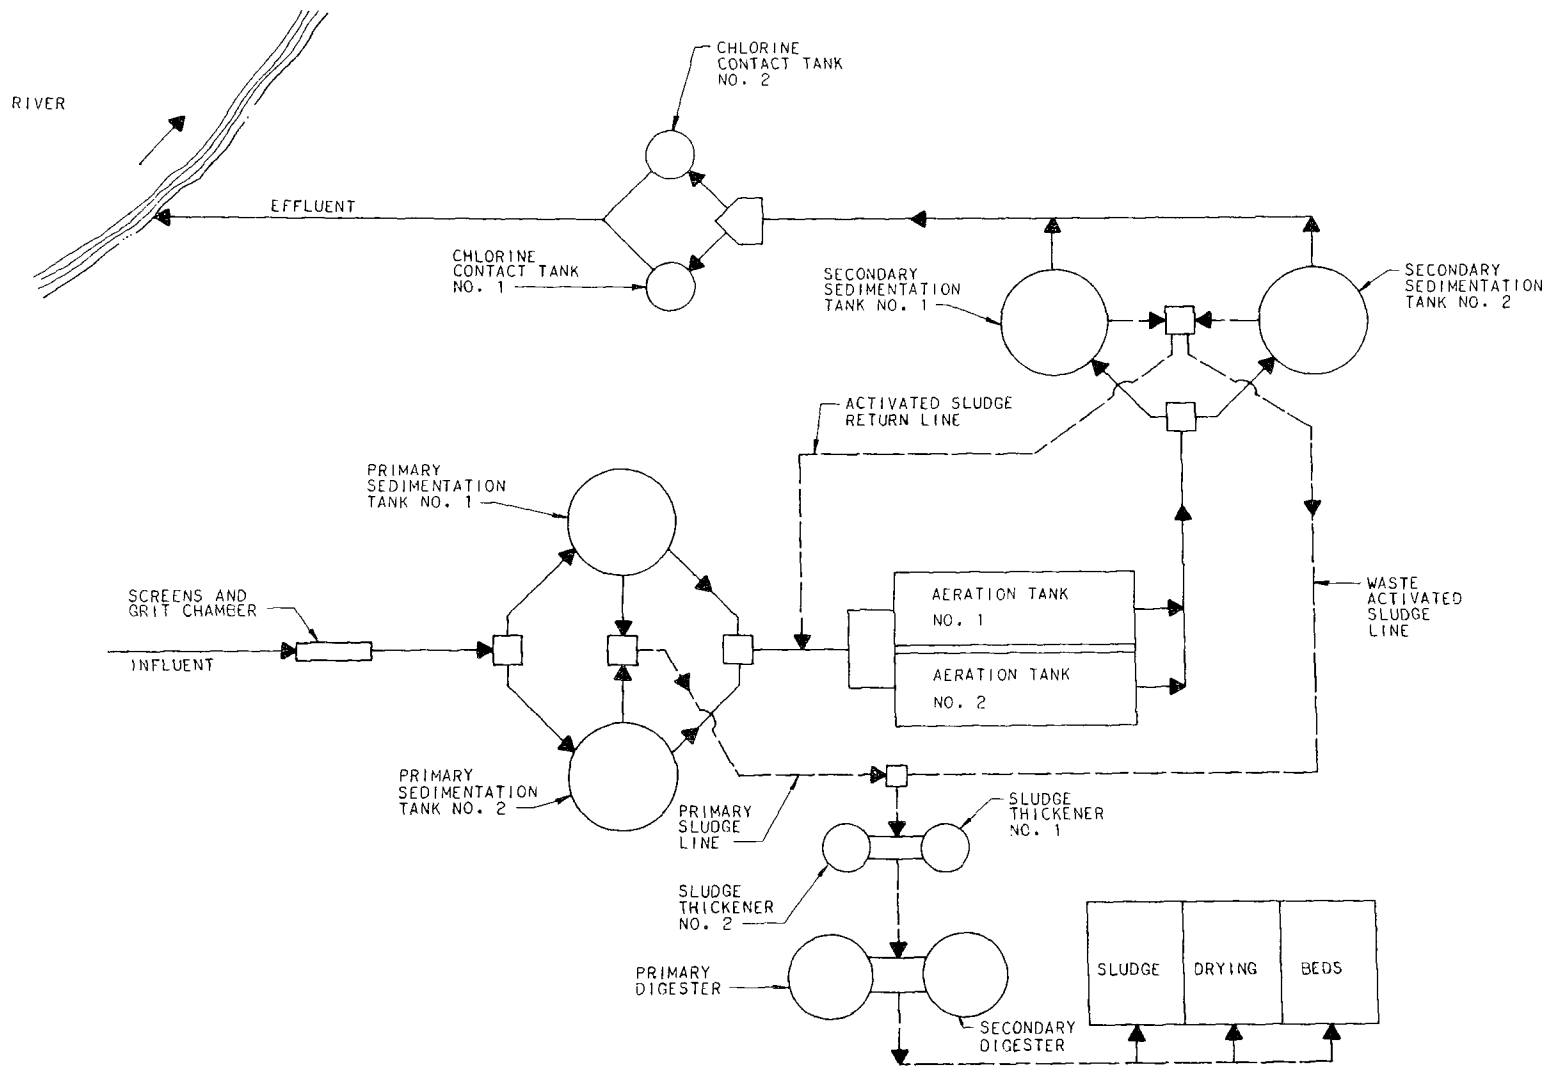 CHLORINE
CONTACT TANK
NO. 2
RIVER
EFFLUENT
CHLORINE
CONTACT TANK
NO. 1
SECONDARY
SEDIMENTATION
TANK NO. 1
SECONDARY
SEDIMENTATION
TANK NO. 2
ACTIVATED SLUDGE
RETURN LINE
PRIMARY
SEDIMENTATION
TANK NO. 1
SCREENS AND
GRIT CHAMBER
INFLUENT
AERATION TANK
NO. 1
AERATION TANK
NO. 2
WASTE
ACTIVATED
SLUDGE
LINE
PRIMARY
SEDIMENTATION
TANK NO. 2
PRIMARY
SLUDGE
LINE
SLUDGE
THICKENER
NO. 1
SLUDGE
THICKENER
NO. 2
PRIMARY
DIGESTER
SECONDARY
DIGESTER
SLUDGE DRYING BEDS